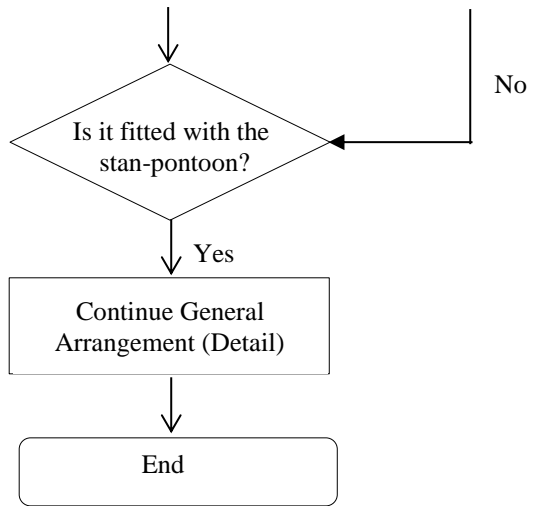 No
Is it fitted with the
stan-pontoon?
Yes
Continue General
Arrangement (Detail)
End